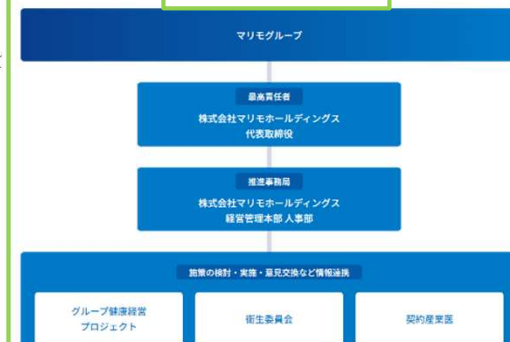 マリモグループ
最高責任者
株式会社マリモホールディングス
代表取締役
推進事務局
株式会社マリモホールディングス
経営管理本部 人事部
施策の検討・実施・意見交換など情報連携
グループ健康経営
プロジェクト
衛生委員会
契約産業医